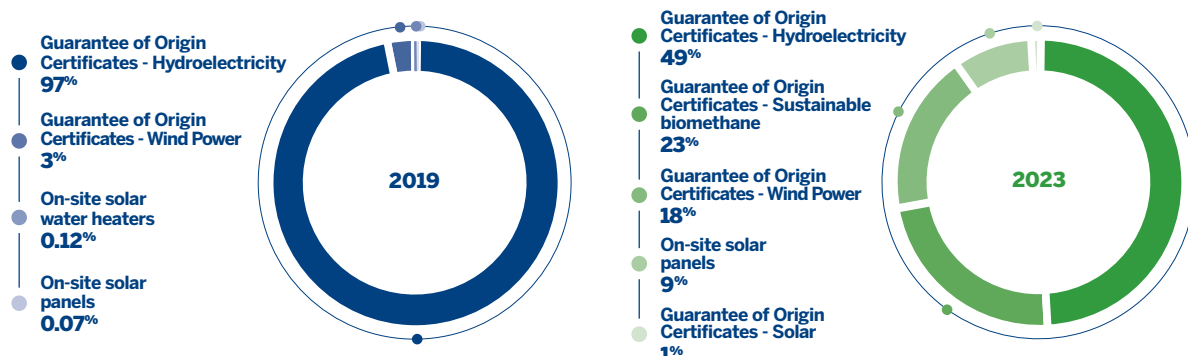 Guarantee of Origin
Certificates - Hydroelectricity
97%
Guarantee of Origin
Certificates - Wind Power
3%
On-site solar
water heaters
0.12%
On-site solar
panels
0.07%
2019
Guarantee of Origin
Certificates - Hydroelectricity
49%
Guarantee of Origin
Certificates - Sustainable
biomethane
23%
Guarantee of Origin
Certificates - Wind Power
18%
On-site solar
panels
9%
Guarantee of Origin
Certificates - Solar
1%
2023